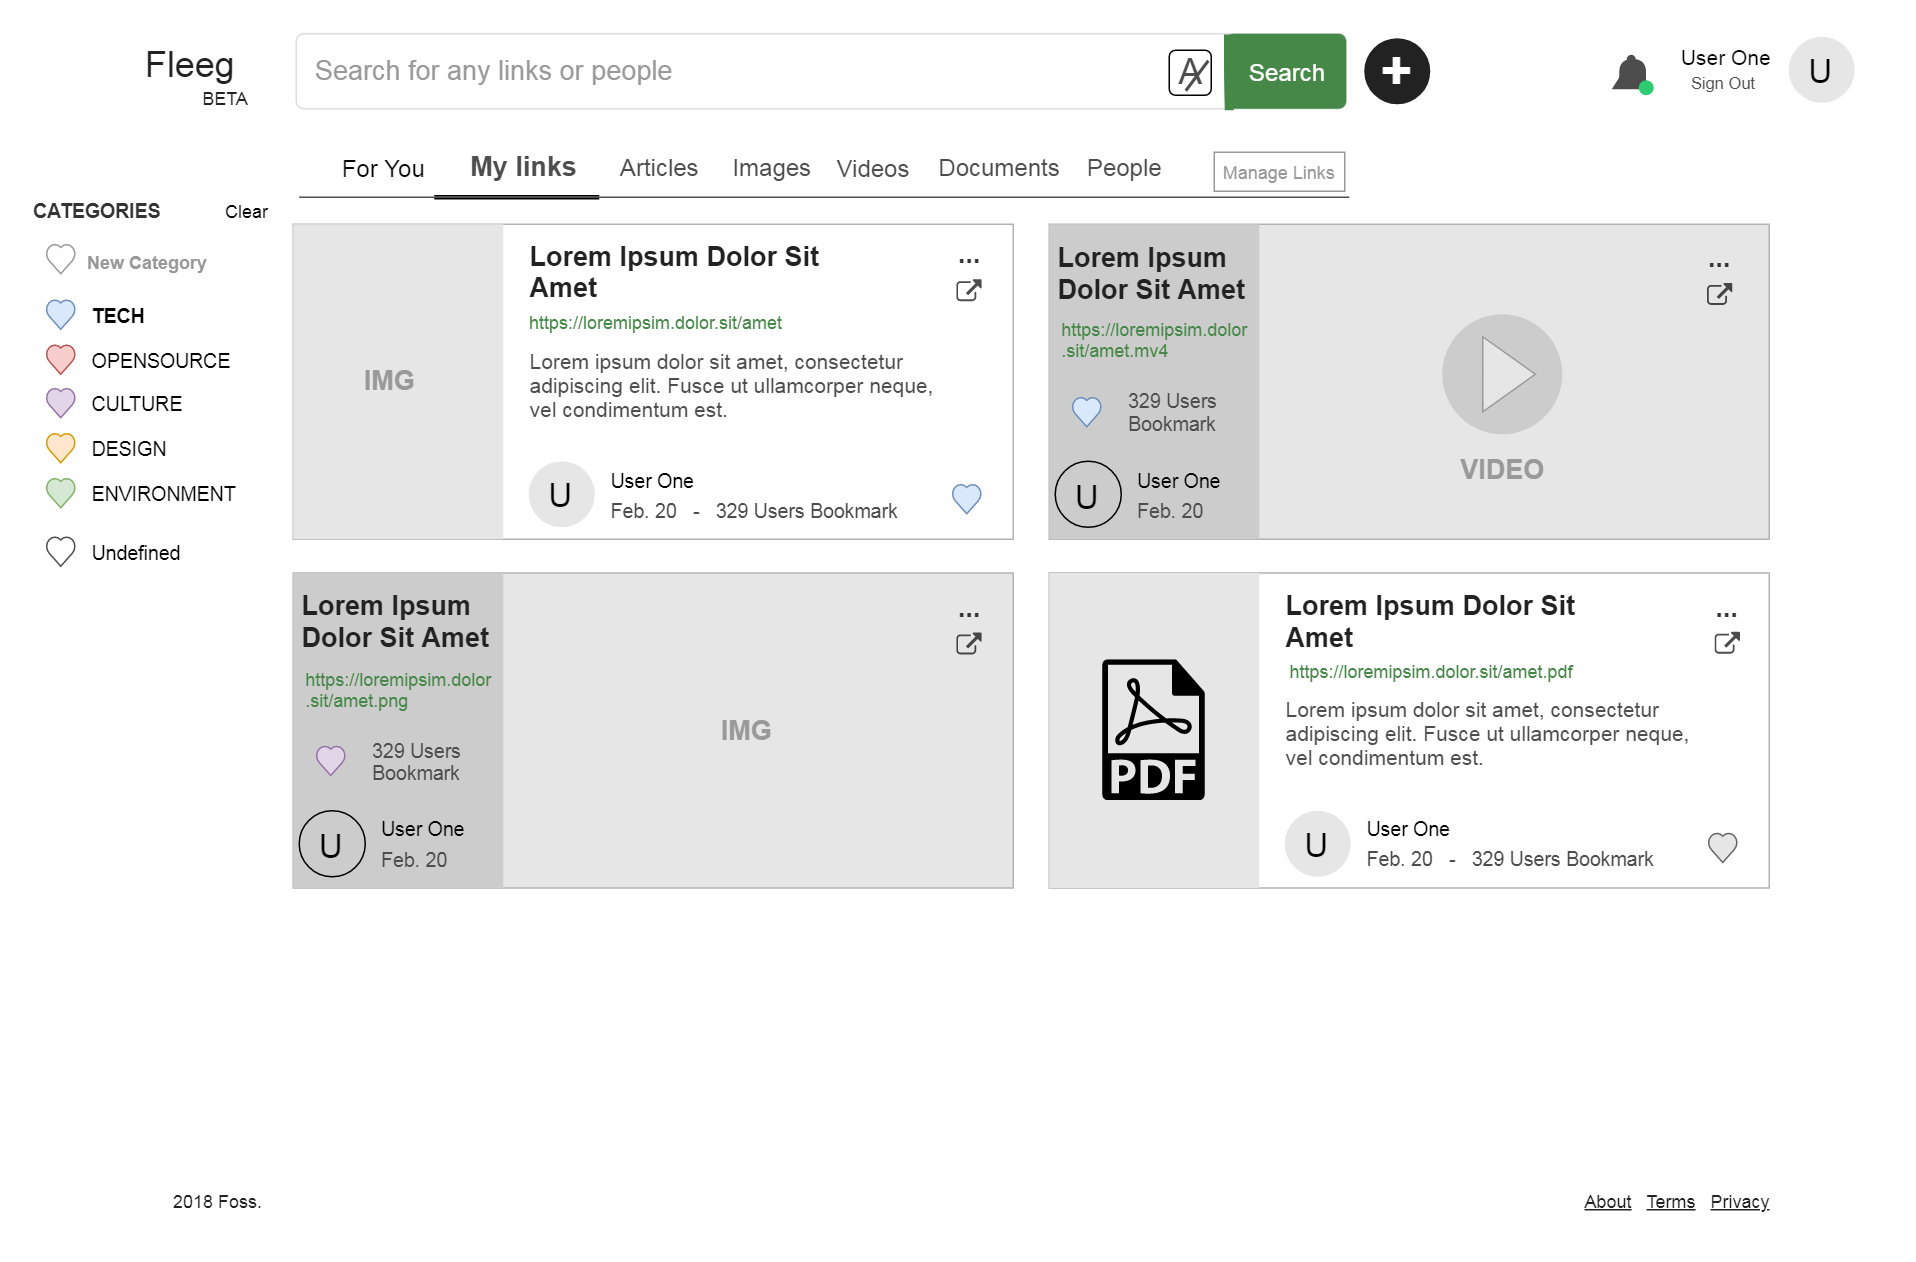 Fleeg
BETA
Search for any links or people
A
Search
User One
Sign Out
U
For You
My links
Articles
Images
Videos
Documents
People
Manage Links
CATEGORIES
Clear
New Category
TECH
OPENSOURCE
CULTURE
DESIGN
ENVIRONMENT
Undefined
IMG
Lorem Ipsum Dolor Sit
Amet
...
https://loremipsim.dolor.sit/amet
Lorem ipsum dolor sit amet, consectetur
adipiscing elit. Fusce ut ullamcorper neque,
vel condimentum est.
U
User One
Feb. 20 - 329 Users Bookmark
Lorem Ipsum
Dolor Sit Amet
...
https://loremipsim.dolor
.sit/amet.mv4
329 Users
Bookmark
U
User One
Feb. 20
VIDEO
Lorem Ipsum
Dolor Sit Amet
...
https://loremipsim.dolor
.sit/amet.png
329 Users
Bookmark
U
User One
Feb. 20
IMG
PDF
Lorem Ipsum Dolor Sit
Amet
...
https://loremipsim.dolor.sit/amet.pdf
Lorem ipsum dolor sit amet, consectetur
adipiscing elit. Fusce ut ullamcorper neque,
vel condimentum est.
U
User One
Feb. 20 - 329 Users Bookmark
2018 Foss.
About Terms Privacy